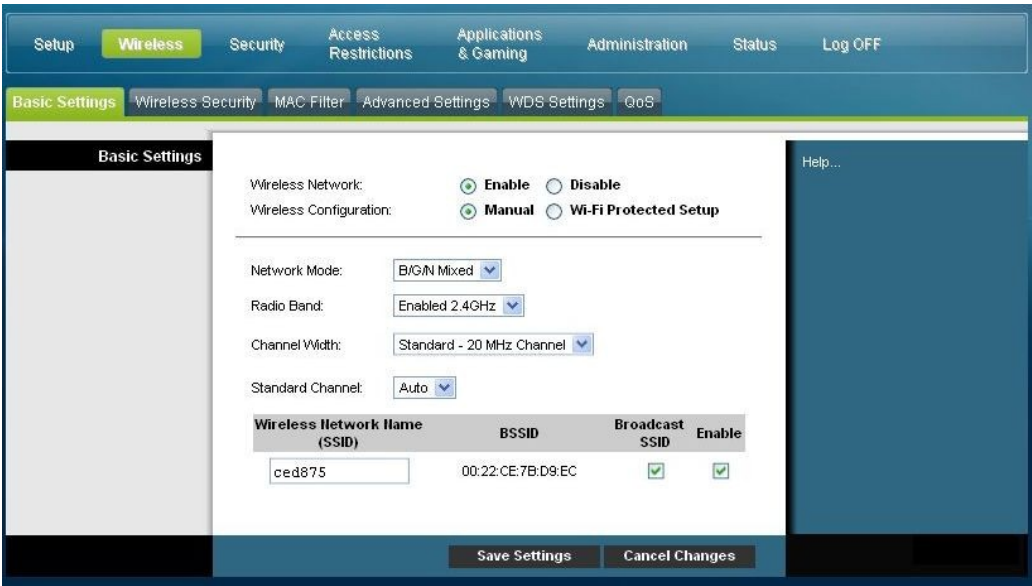 Setup Wireless Security Access Restrictions Applications & Gaming Administration Status Log OFF
Basic Settings Wireless Security MAC Filter Advanced Settings WDS Settings QoS
Basic Settings
Help...
Wireless Network: Enable Disable
Wireless Configuration: Manual Wi-Fi Protected Setup
Network Mode: B/G/N Mixed
Radio Band: Enabled 2.4GHz
Channel Width: Standard - 20 MHz Channel
Standard Channel: Auto
Wireless Network Name (SSID) BSSID Broadcast SSID Enable
ced875 00:22:CE:7B:D9:EC
Save Settings Cancel Changes